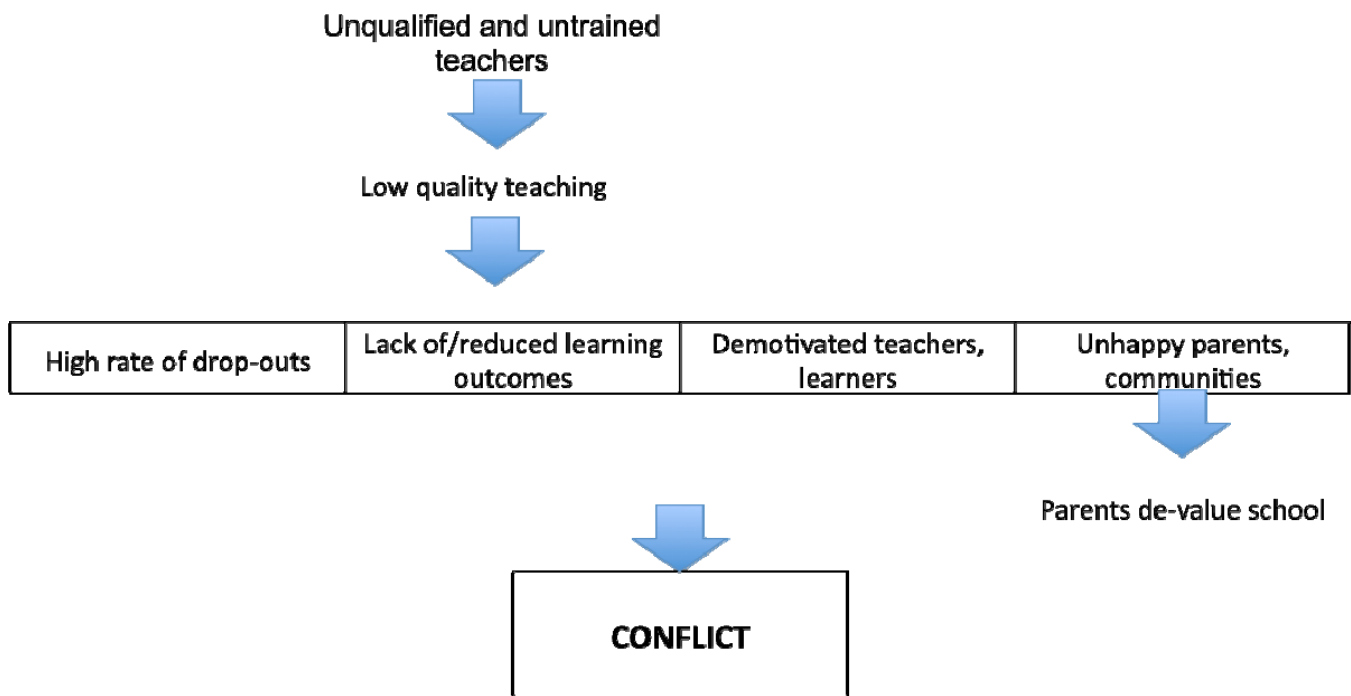 Unqualified and untrained
teachers
Low quality teaching
High rate of drop-outs
Lack of/reduced learning
outcomes
Demotivated teachers,
learners
Unhappy parents,
communities
Parents de-value school
CONFLICT